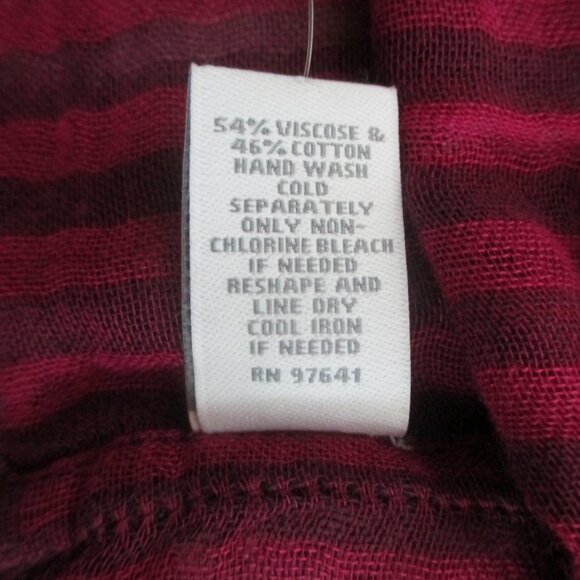 54% VISCOSE &
46% COTTON
HAND WASH
COLD
SEPARATELY
ONLY NON-
CHLORINE BLEACH
IF NEEDED
RESHAPE AND
LINE DRY
COOL IRON
IF NEEDED
RN 97641